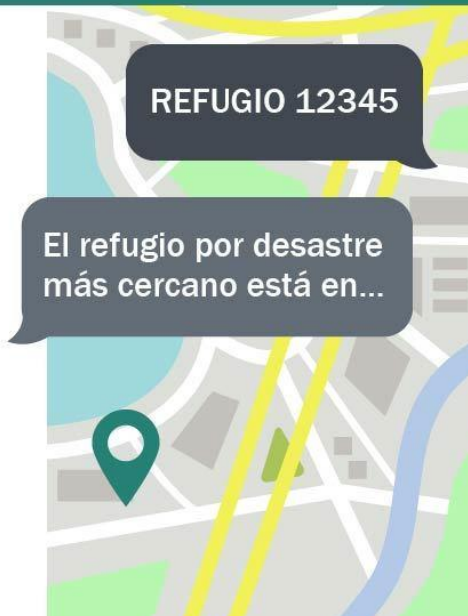 REFUGIO 12345
El refugio por desastre
más cercano está en...